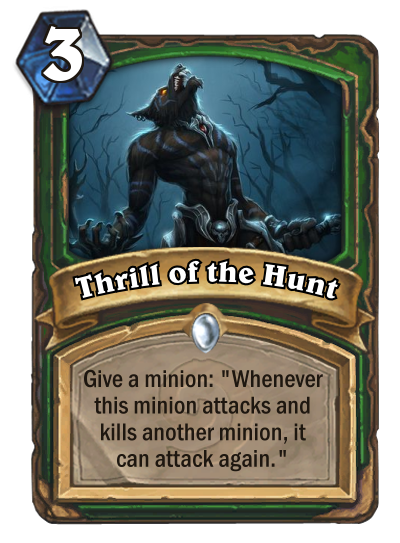 3
Thrill of the Hunt
Give a minion: "Whenever
this minion attacks and
kills another minion, it
can attack again."